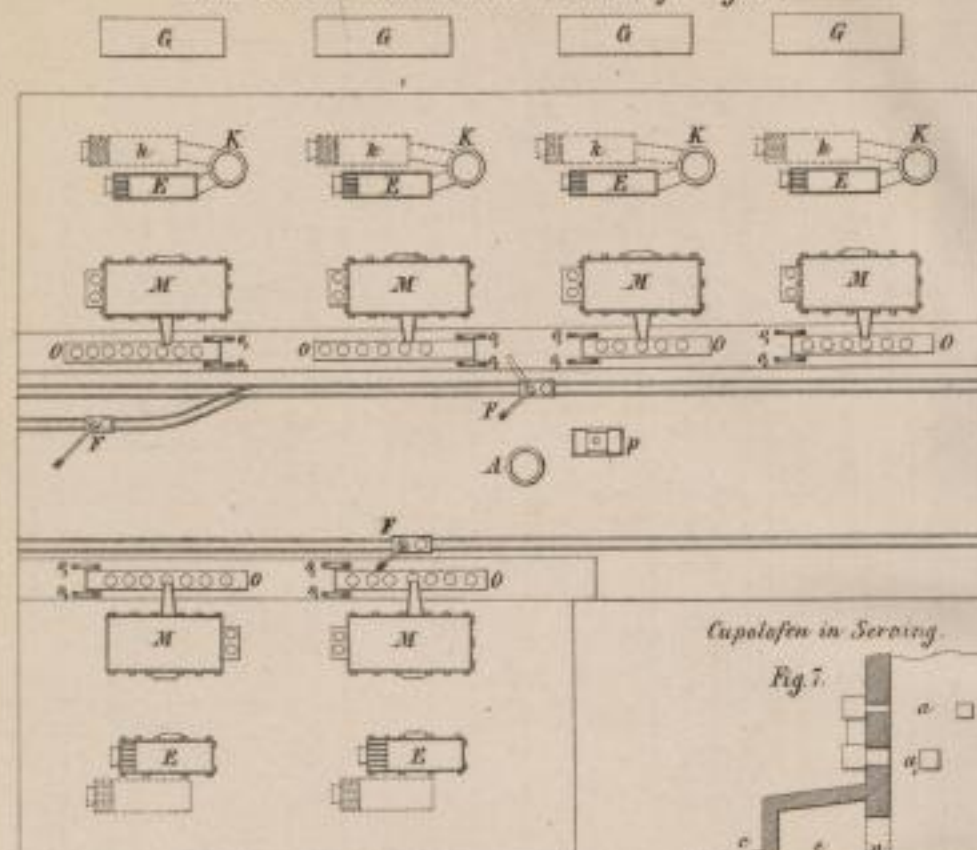 G G G G
K K K K
k k k k
E E E E
M M M M
O O O O
F
F
A p
F
O O
M M
Cupolofen in Seraing.
Fig. 7.
a
E E
a,
c